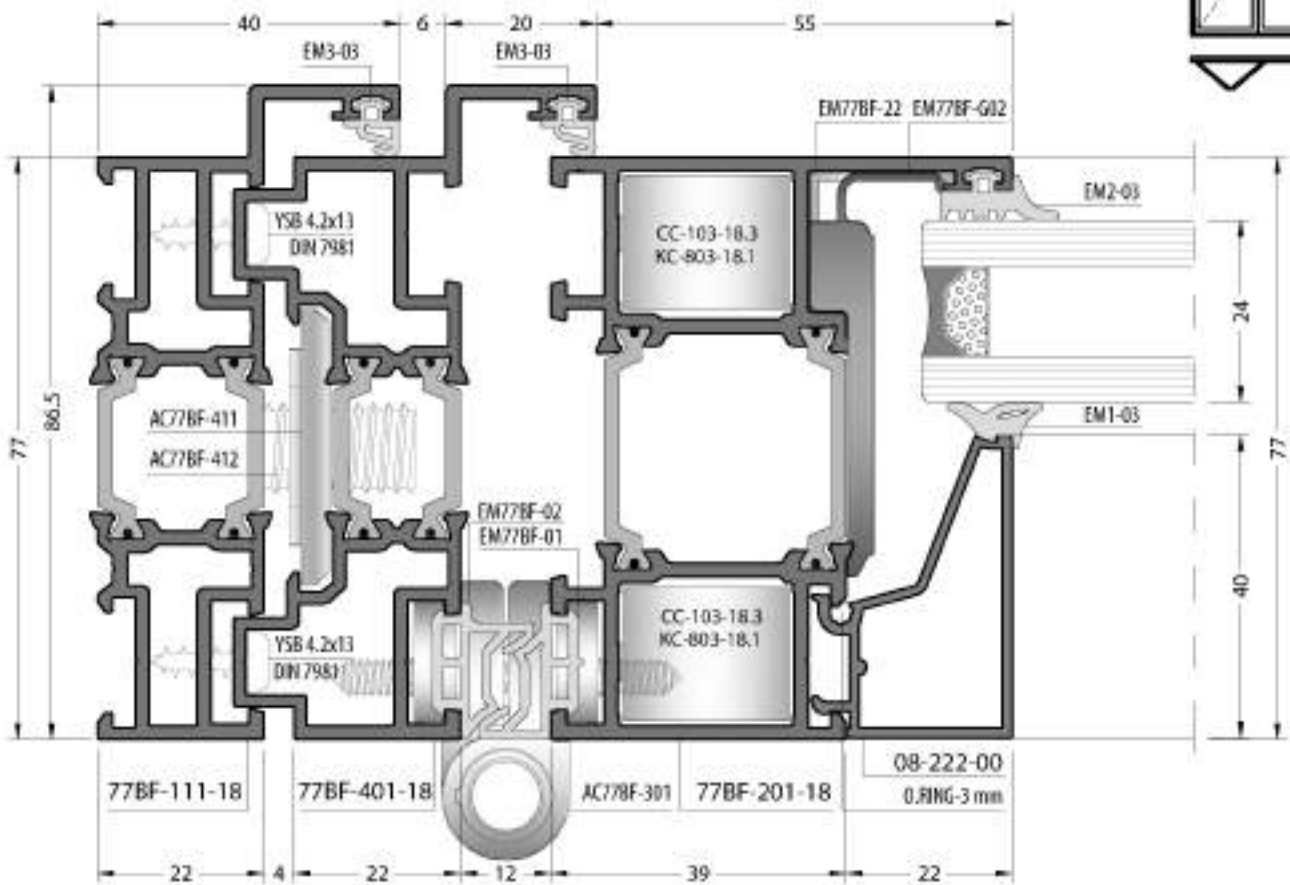 40
6
20
55
EM3-03
EM3-03
EM77BF-22
EM77BF-G02
YSB 4.2x13
DIN 7981
CC-103-18.3
KC-803-18.1
EM2-03
24
86.5
77
77
AC77BF-411
AC77BF-412
EM1-03
EM77BF-02
EM77BF-01
40
YSB 4.2x13
DIN 7981
CC-103-18.3
KC-803-18.1
77BF-111-18
77BF-401-18
AC77BF-301
77BF-201-18
08-222-00
O.RING-3 mm
22
4
22
12
39
22